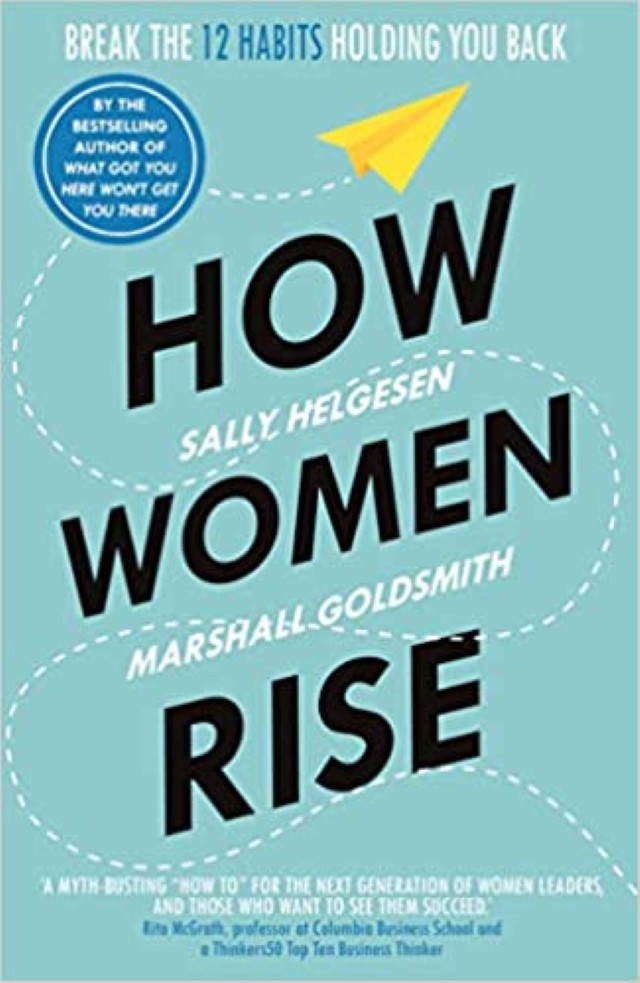 BREAK THE 12 HABITS HOLDING YOU BACK
BY THE
BESTSELLING
AUTHOR OF
WHAT GOT YOU
HERE WON'T GET
YOU THERE
HOW
SALLY HELGESEN
WOMEN
MARSHALL GOLDSMITH
RISE
'A MYTH-BUSTING "HOW TO" FOR THE NEXT GENERATION OF WOMEN LEADERS,
AND THOSE WHO WANT TO SEE THEM SUCCEED.'
Rita McGrath, professor at Columbia Business School and
a Thinkers50 Top Ten Business Thinker